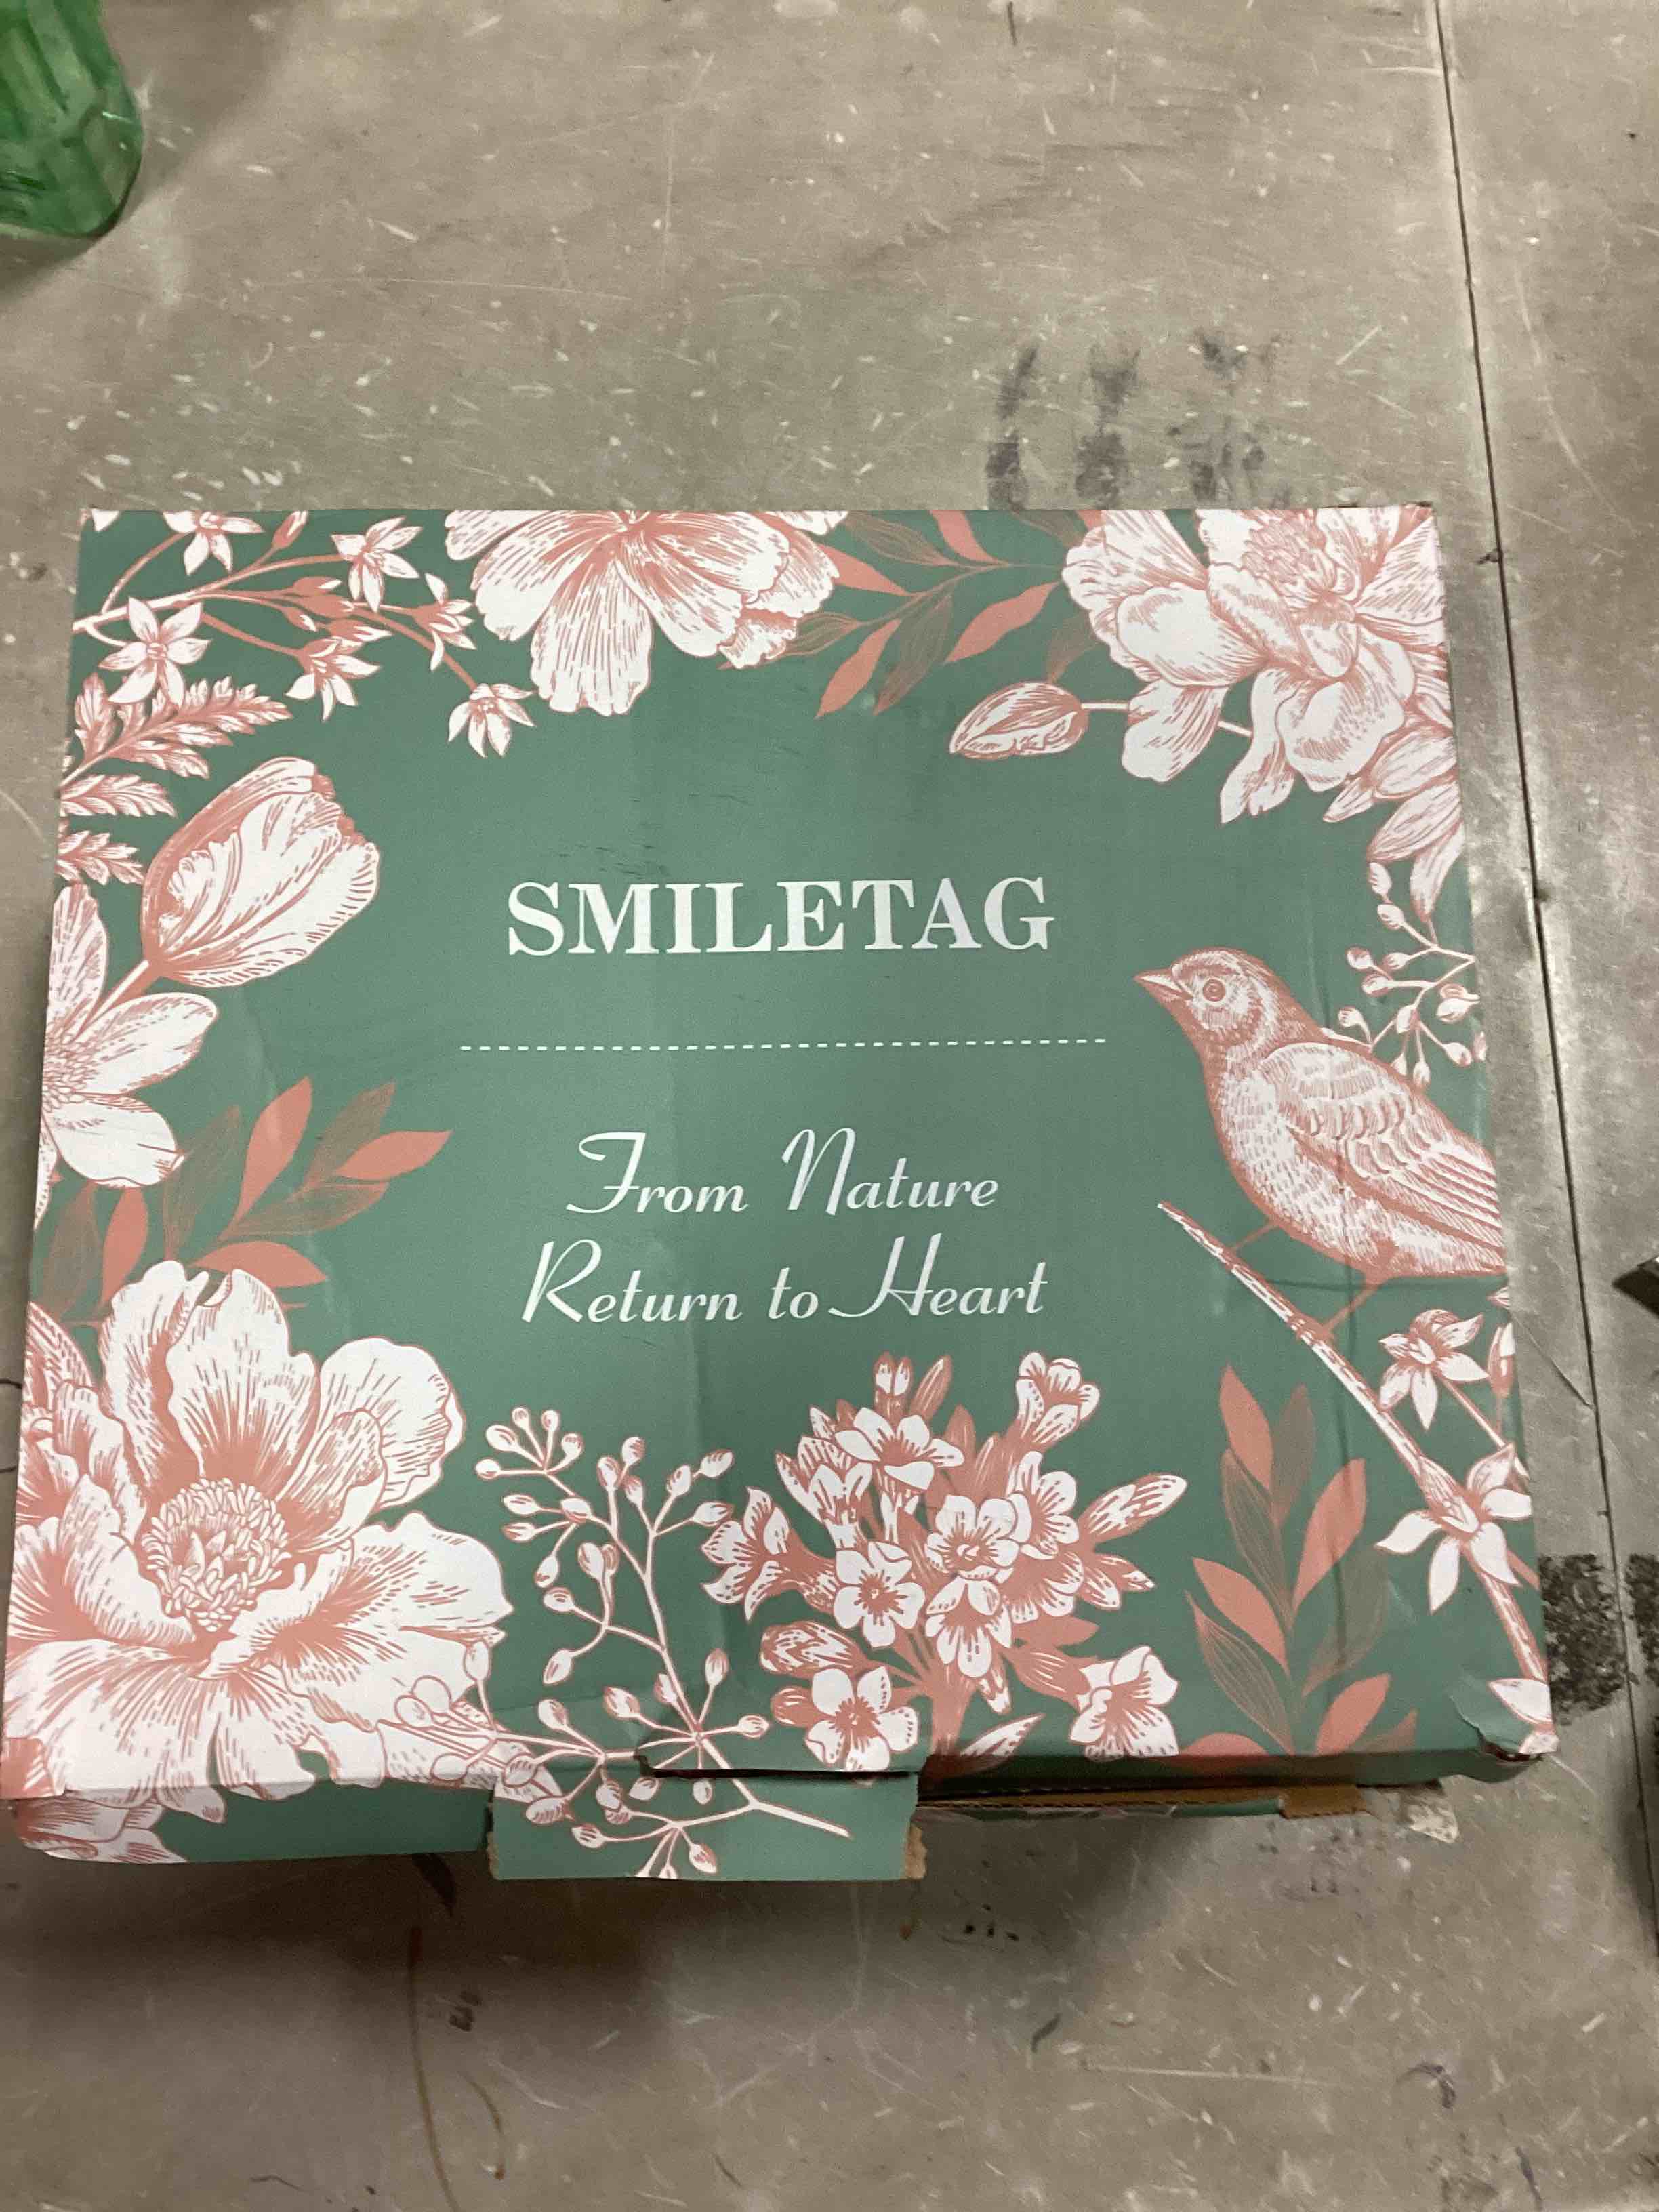 SMILETAG
From Nature
Return to Heart